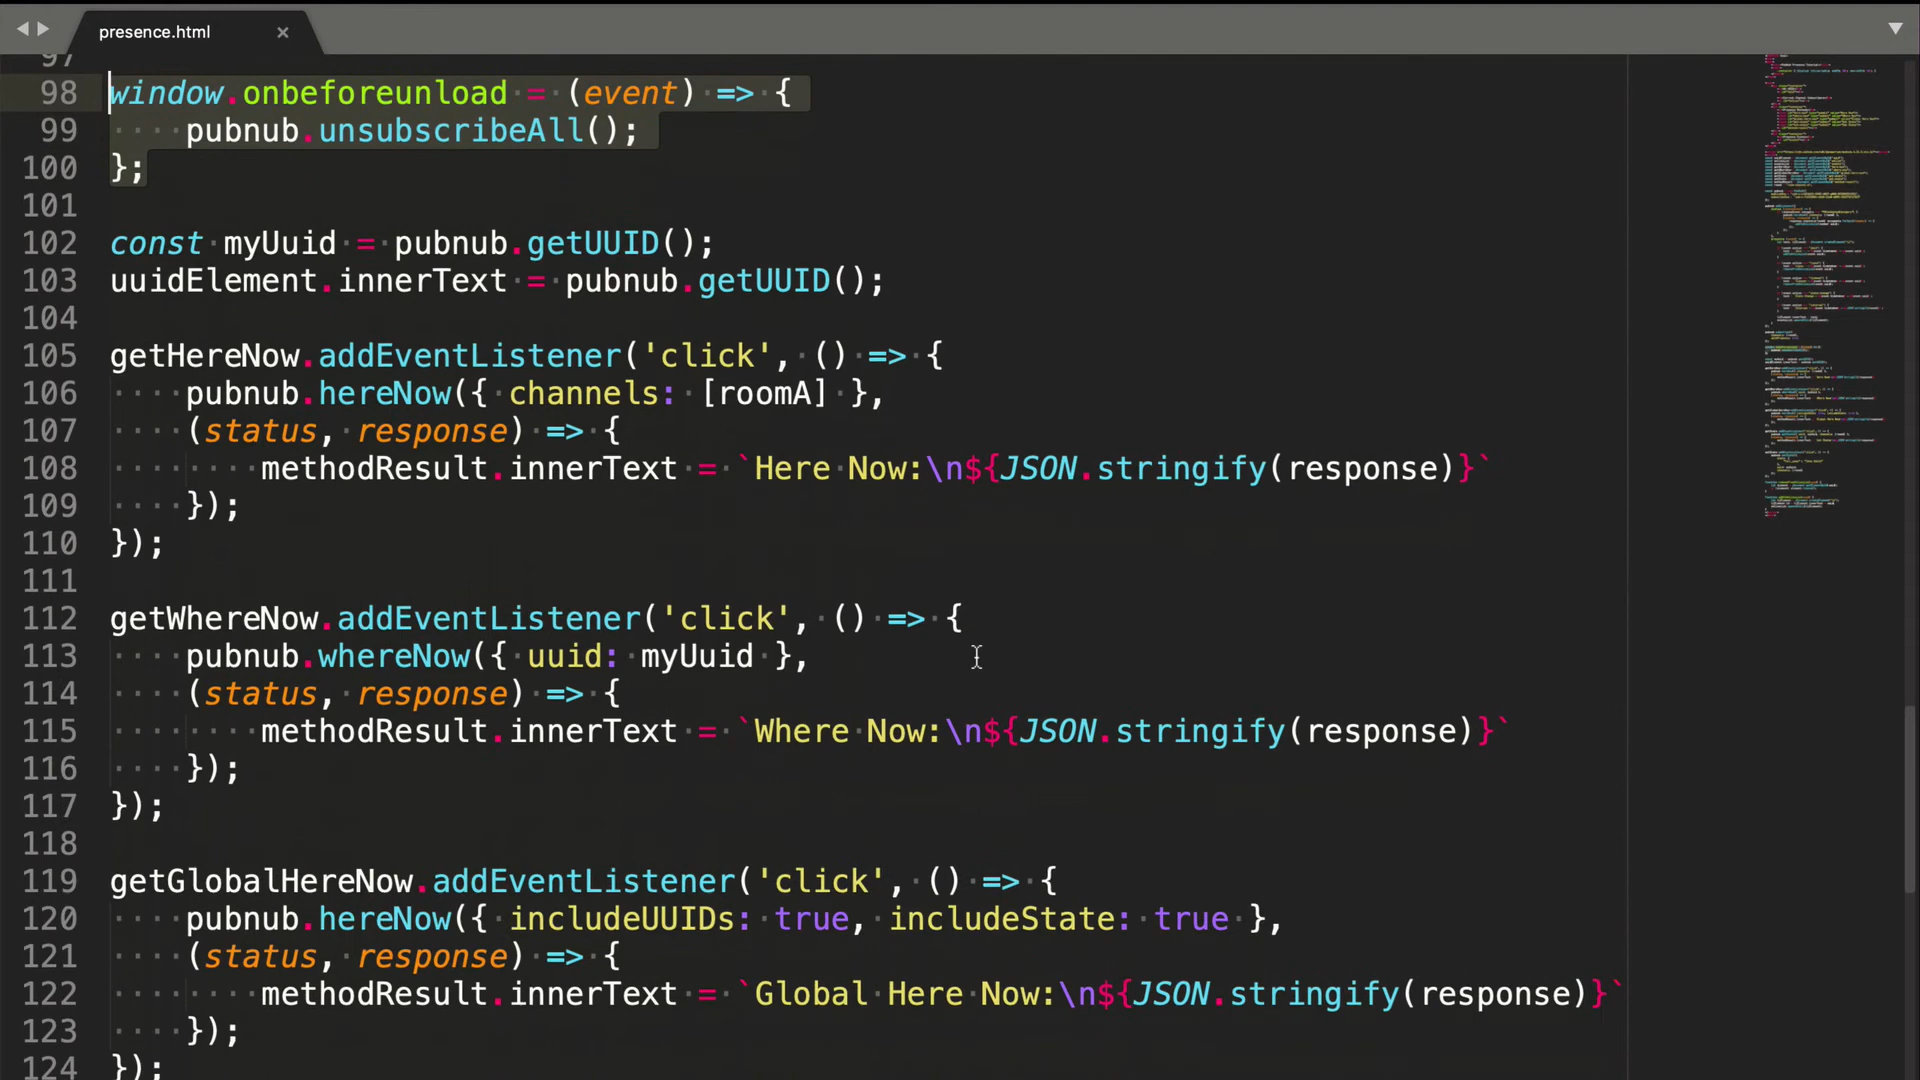 presence.html
97
98 window.onbeforeunload = (event) => {
99 pubnub.unsubscribeAll();
100 };
101
102 const myUuid = pubnub.getUUID();
103 uuidElement.innerText = pubnub.getUUID();
104
105 getHereNow.addEventListener('click', () => {
106 pubnub.hereNow({ channels: [roomA] },
107 (status, response) => {
108 methodResult.innerText = `Here Now:\n${JSON.stringify(response)}`
109 });
110 });
111
112 getWhereNow.addEventListener('click', () => {
113 pubnub.whereNow({ uuid: myUuid },
114 (status, response) => {
115 methodResult.innerText = `Where Now:\n${JSON.stringify(response)}`
116 });
117 });
118
119 getGlobalHereNow.addEventListener('click', () => {
120 pubnub.hereNow({ includeUUIDs: true, includeState: true },
121 (status, response) => {
122 methodResult.innerText = `Global Here Now:\n${JSON.stringify(response)}`
123 });
124 });